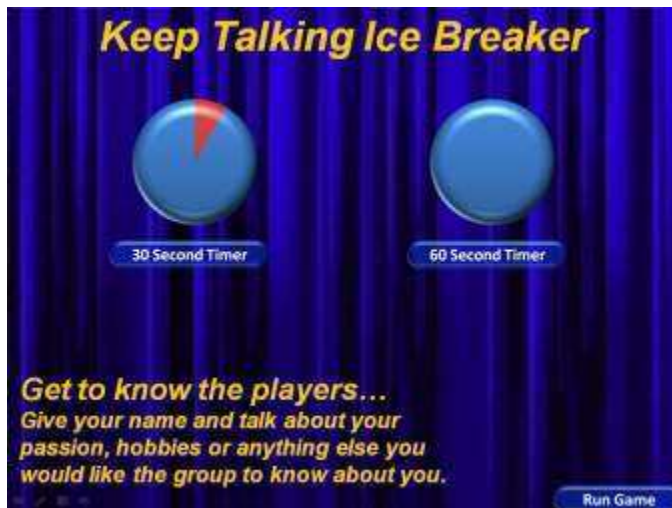 Keep Talking Ice Breaker
30 Second Timer
60 Second Timer
Get to know the players...
Give your name and talk about your
passion, hobbies or anything else you
would like the group to know about you.
Run Game